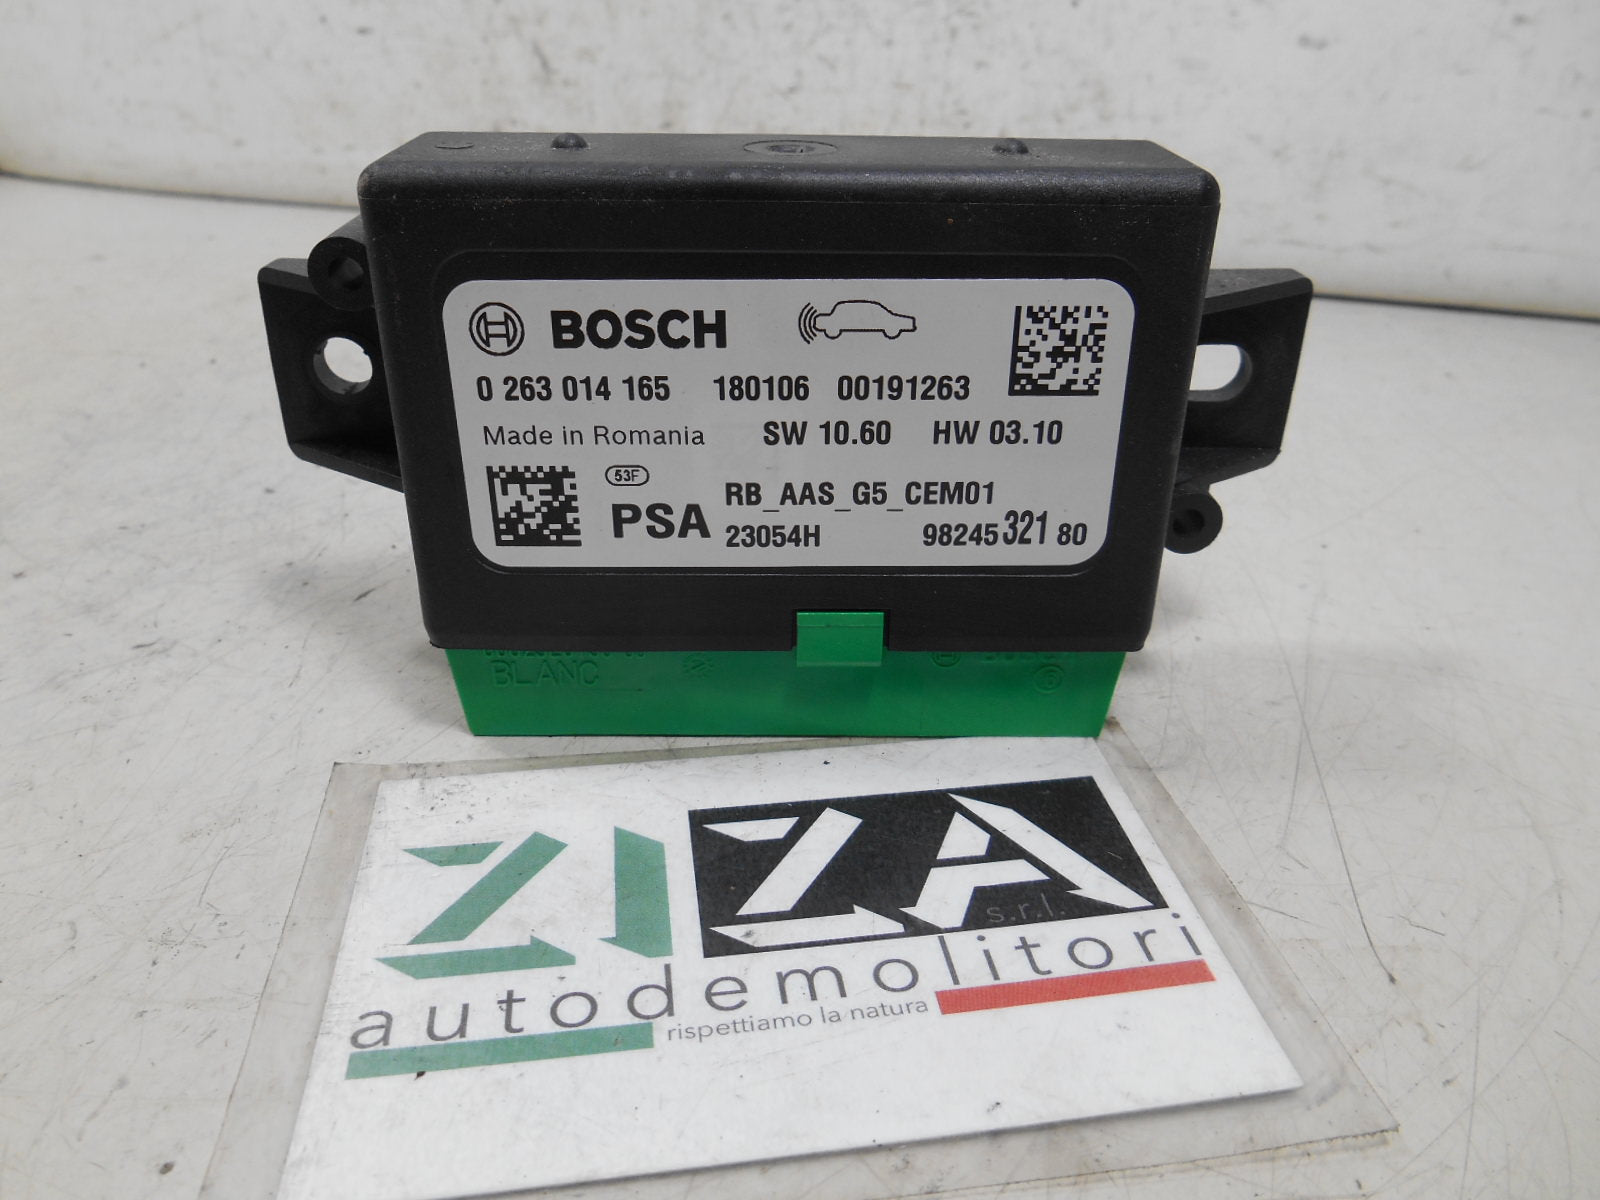 BOSCH
0 263 014 165 180106 00191263
Made in Romania SW 10.60 HW 03.10
53F
PSA RB_AAS_G5_CEM01
23054H 98245 321 80
BLANC
6
ZIZA
s.r.l.
autodemolitori
rispettiamo la natura